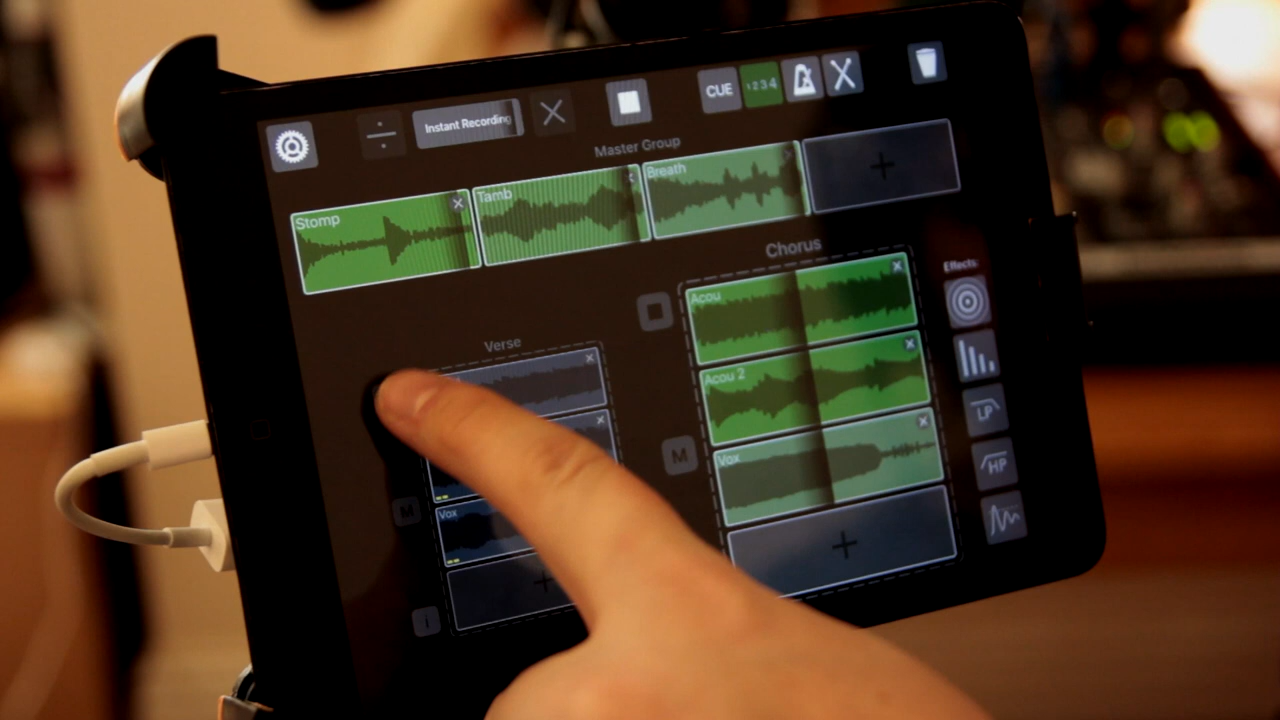 Instant Recording
CUE
1234
Master Group
Stomp
Tamb
Breath
Chorus
Effects:
Acou
Verse
Acou 2
LP
M
Vox
HP
M
Vox
i